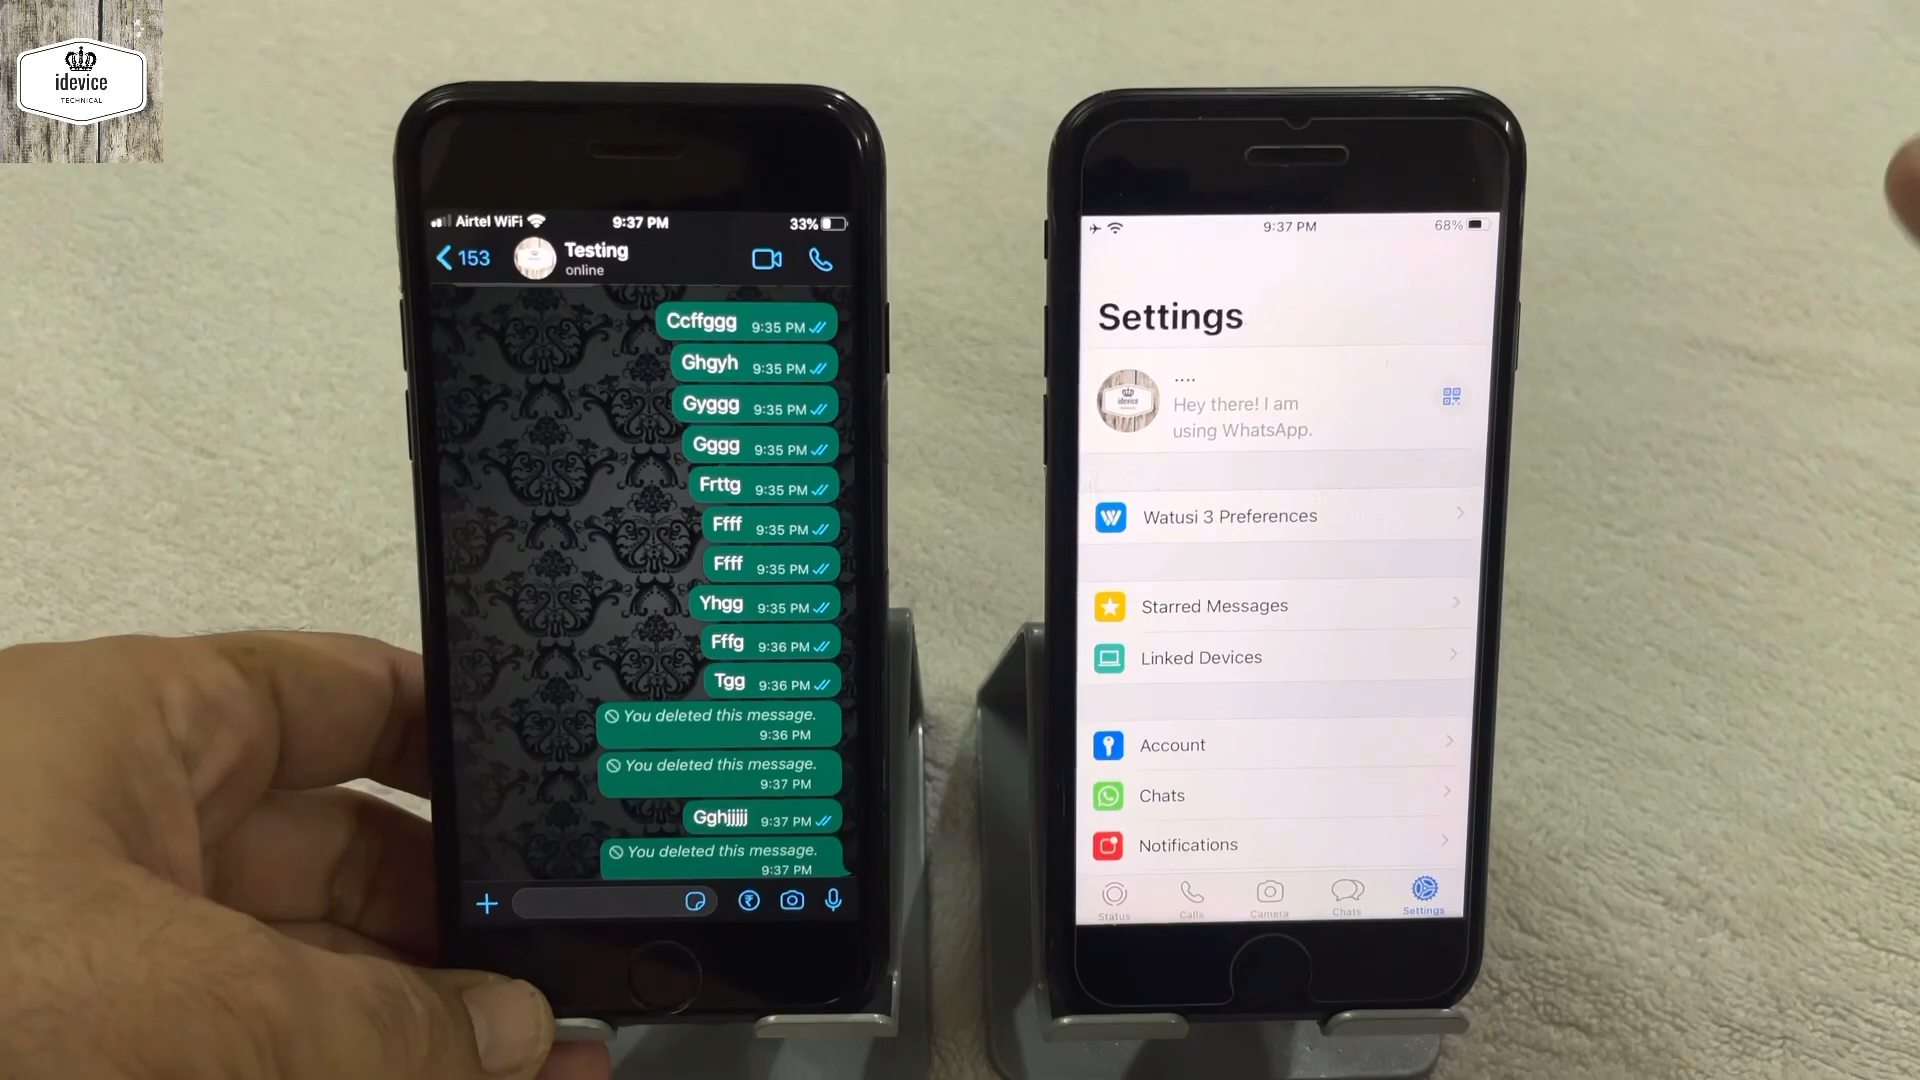 idevice
TECHNICAL
Airtel WiFi 9:37 PM 33%
153 Testing
online
Ccffggg 9:35 PM
Ghgyh 9:35 PM
Gyggg 9:35 PM
Gggg 9:35 PM
Frttg 9:35 PM
Ffff 9:35 PM
Ffff 9:35 PM
Yhgg 9:35 PM
Fffg 9:36 PM
Tgg 9:36 PM
You deleted this message.
9:36 PM
You deleted this message.
9:37 PM
Gghjjjjj 9:37 PM
You deleted this message.
9:37 PM
9:37 PM 68%
Settings
....
Hey there! I am
using WhatsApp.
Watusi 3 Preferences
Starred Messages
Linked Devices
Account
Chats
Notifications
Status Calls Camera Chats Settings